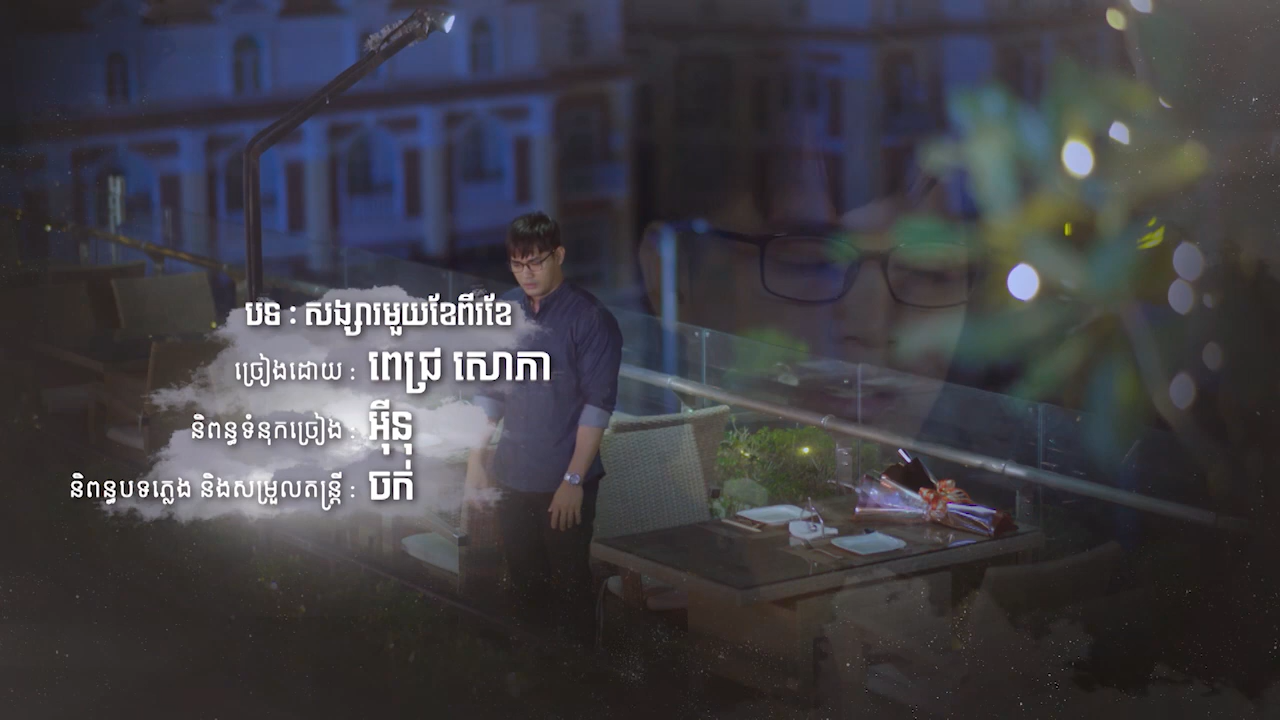 បទ : សង្សារមួយខែពីរខែ
ច្រៀងដោយ : ពេជ្រ សោភា
និពន្ធទំនុកច្រៀង : អ៊ីនុ
និពន្ធបទភ្លេង និងសម្រួលតន្ត្រី : ចក់